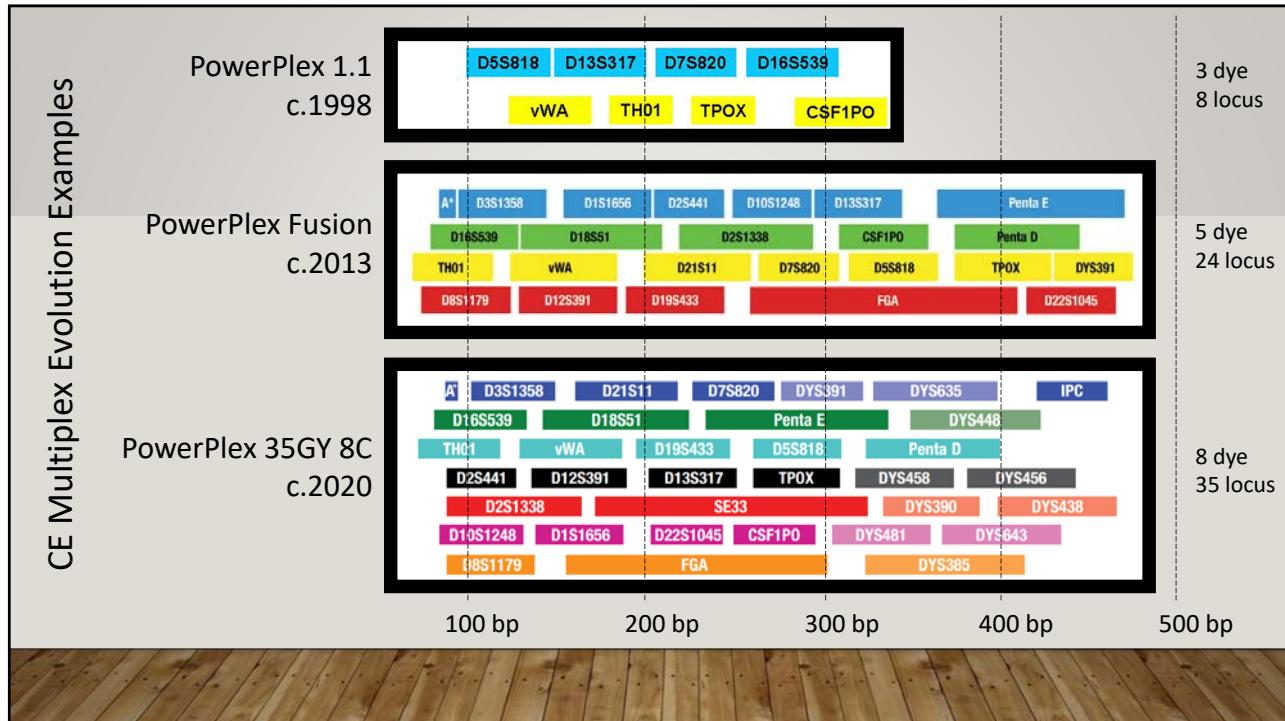 CE Multiplex Evolution Examples
PowerPlex 1.1
c.1998
D5S818 D13S317 D7S820 D16S539
vWA TH01 TPOX CSF1PO
3 dye
8 locus
PowerPlex Fusion
c.2013
A* D3S1358 D1S1656 D2S441 D10S1248 D13S317 Penta E
D16S539 D18S51 D2S1338 CSF1PO Penta D
TH01 vWA D21S11 D7S820 D5S818 TPOX DYS391
D8S1179 D12S391 D19S433 FGA D22S1045
5 dye
24 locus
PowerPlex 35GY 8C
c.2020
A* D3S1358 D21S11 D7S820 DYS391 DYS635 IPC
D16S539 D18S51 Penta E DYS448
TH01 vWA D19S433 D5S818 Penta D
D2S441 D12S391 D13S317 TPOX DYS458 DYS456
D2S1338 SE33 DYS390 DYS438
D10S1248 D1S1656 D22S1045 CSF1PO DYS481 DYS643
D8S1179 FGA DYS385
8 dye
35 locus
100 bp 200 bp 300 bp 400 bp 500 bp